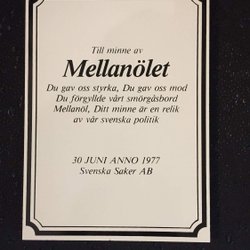 Till minne av
Mellanölet
Du gav oss styrka, Du gav oss mod
Du förgyllde vårt smörgåsbord
Mellanöl, Ditt minne är en relik
av vår svenska politik
30 JUNI ANNO 1977
Svenska Saker AB